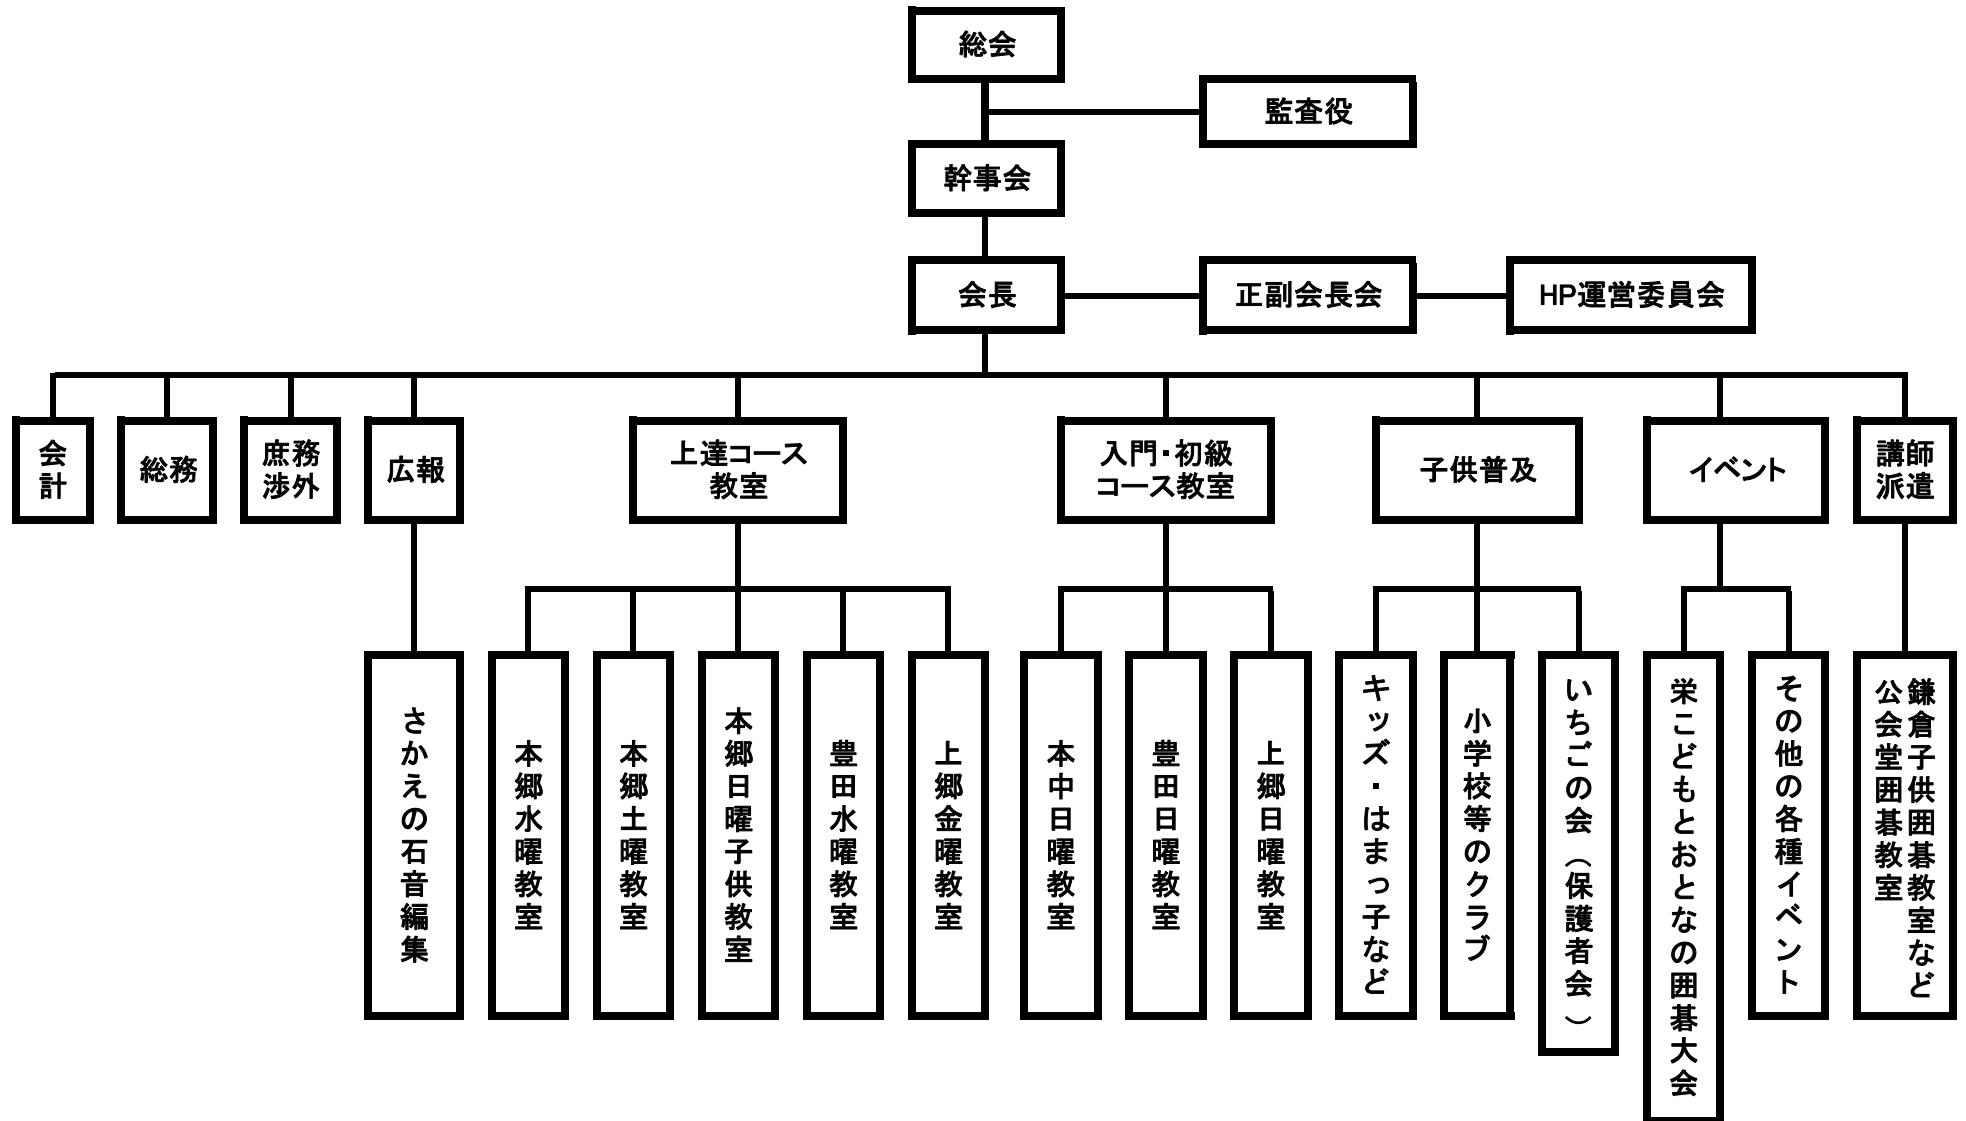 総会
監査役
幹事会
会長
正副会長会
HP運営委員会
会
計
総務
庶務
渉外
広報
上達コース
教室
入門・初級
コース教室
子供普及
イベント
講師
派遣
さかえの石音編集
本郷水曜教室
本郷土曜教室
本郷日曜子供教室
豊田水曜教室
上郷金曜教室
本中日曜教室
豊田日曜教室
上郷日曜教室
キッズ・はまっ子など
小学校等のクラブ
いちごの会（保護者会）
栄こどもとおとなの囲碁大会
その他の各種イベント
鎌倉子供囲碁教室など
公会堂囲碁教室